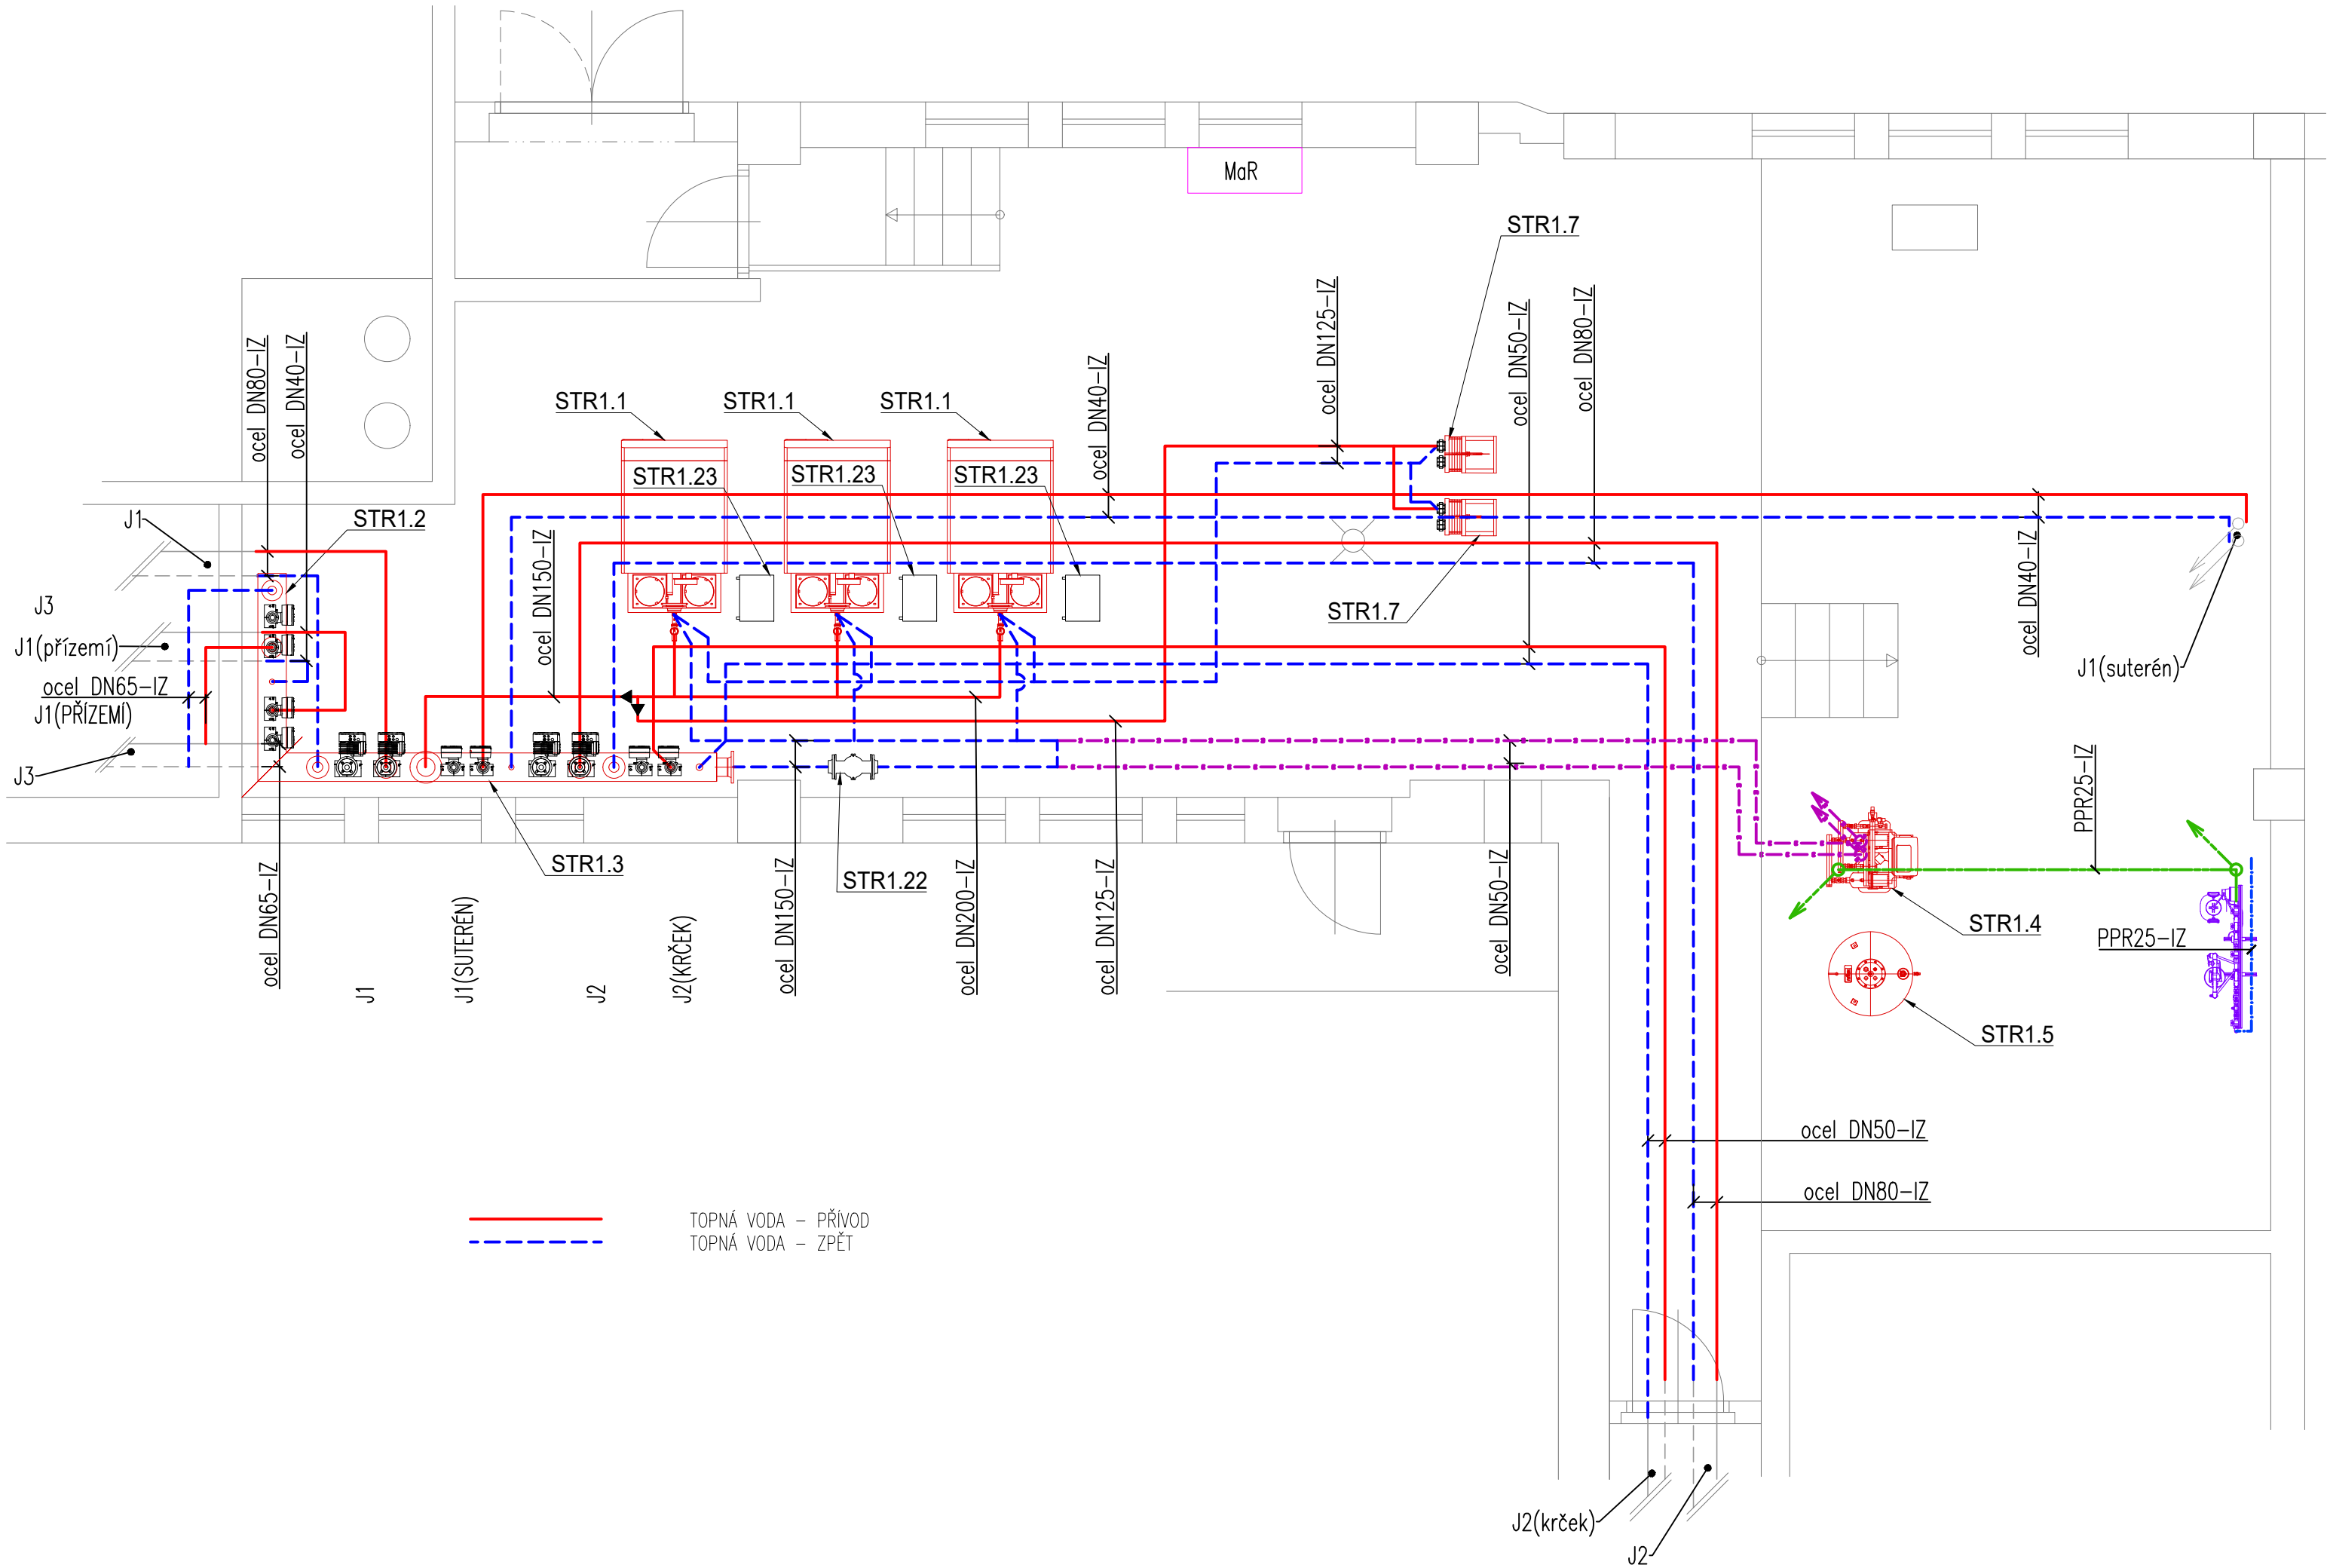 MaR
STR1.7
ocel DN125-IZ
ocel DN50-IZ
ocel DN80-IZ
ocel DN80-IZ
ocel DN40-IZ
ocel DN40-IZ
STR1.1
STR1.1
STR1.1
STR1.23
STR1.23
STR1.23
J1
STR1.2
ocel DN150-IZ
ocel DN40-IZ
J3
J1(přízemí)
STR1.7
J1(suterén)
ocel DN65-IZ
J1(PŘÍZEMÍ)
J3
PPR25-IZ
STR1.3
STR1.22
ocel DN65-IZ
J1
J1(SUTERÉN)
J2
J2(KRČEK)
ocel DN150-IZ
ocel DN200-IZ
ocel DN125-IZ
ocel DN50-IZ
STR1.4
PPR25-IZ
STR1.5
ocel DN50-IZ
ocel DN80-IZ
TOPNÁ VODA - PŘÍVOD
TOPNÁ VODA - ZPĚT
J2(krček)
J2